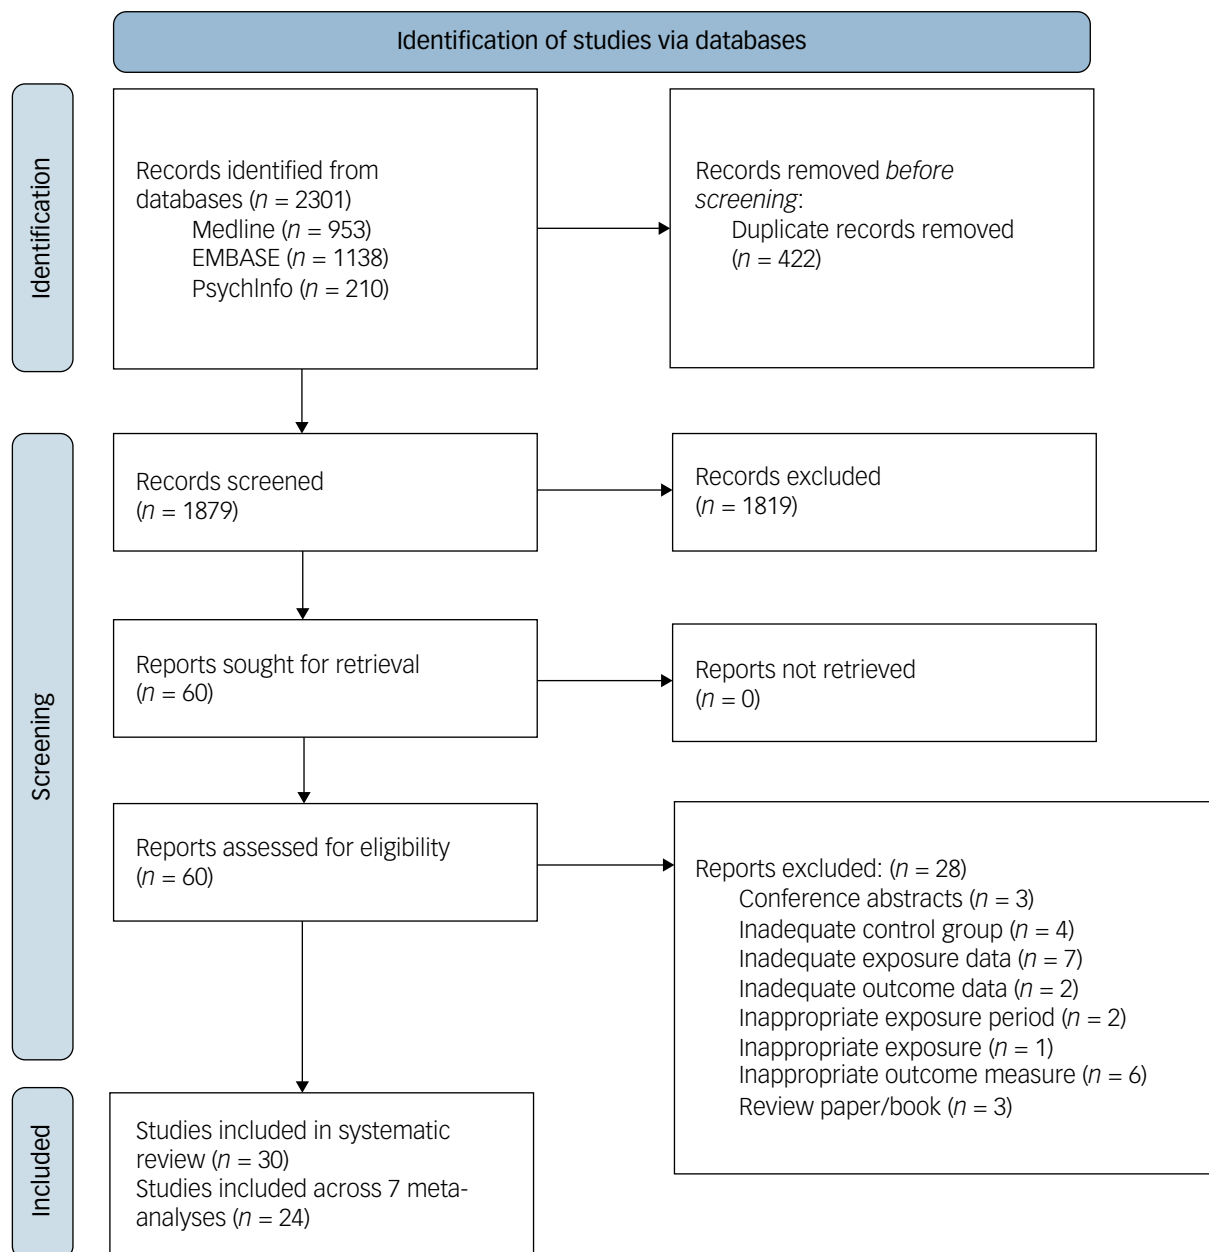 Identification of studies via databases
Identification
Records identified from
databases (n = 2301)
Medline (n = 953)
EMBASE (n = 1138)
PsychInfo (n = 210)
Records removed before
screening:
Duplicate records removed
(n = 422)
Screening
Records screened
(n = 1879)
Records excluded
(n = 1819)
Reports sought for retrieval
(n = 60)
Reports not retrieved
(n = 0)
Reports assessed for eligibility
(n = 60)
Reports excluded: (n = 28)
Conference abstracts (n = 3)
Inadequate control group (n = 4)
Inadequate exposure data (n = 7)
Inadequate outcome data (n = 2)
Inappropriate exposure period (n = 2)
Inappropriate exposure (n = 1)
Inappropriate outcome measure (n = 6)
Review paper/book (n = 3)
Included
Studies included in systematic
review (n = 30)
Studies included across 7 meta-
analyses (n = 24)